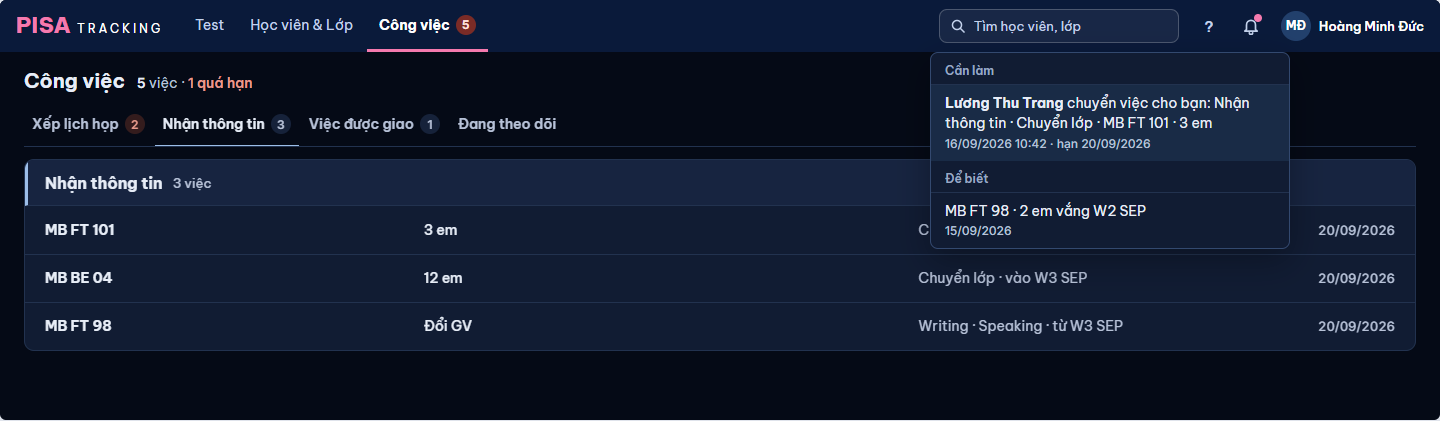 PISA TRACKING Test Học viên & Lớp Công việc 5 Tìm học viên, lớp ? MĐ Hoàng Minh Đức
Công việc 5 việc · 1 quá hạn
Xếp lịch họp 2 Nhận thông tin 3 Việc được giao 1 Đang theo dõi
Cần làm
Lương Thu Trang chuyển việc cho bạn: Nhận
thông tin · Chuyển lớp · MB FT 101 · 3 em
16/09/2026 10:42 · hạn 20/09/2026
Để biết
MB FT 98 · 2 em vắng W2 SEP
15/09/2026
Nhận thông tin 3 việc
MB FT 101 3 em 20/09/2026
MB BE 04 12 em Chuyển lớp · vào W3 SEP 20/09/2026
MB FT 98 Đổi GV Writing · Speaking · từ W3 SEP 20/09/2026